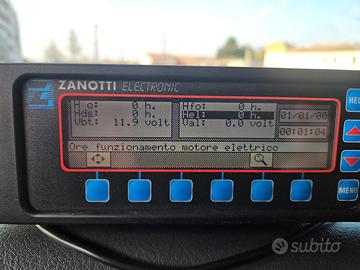 ZANOTTI ELECTRONIC
H o: 0 h. Hfo: 0 h.
Hds: 0 h. Hel: 0 h. 01/01/00
Vbt: 11.9 volt Val: 0.0 volt 00:01:04
Ore funzionamento motore elettrico
MENU
subito